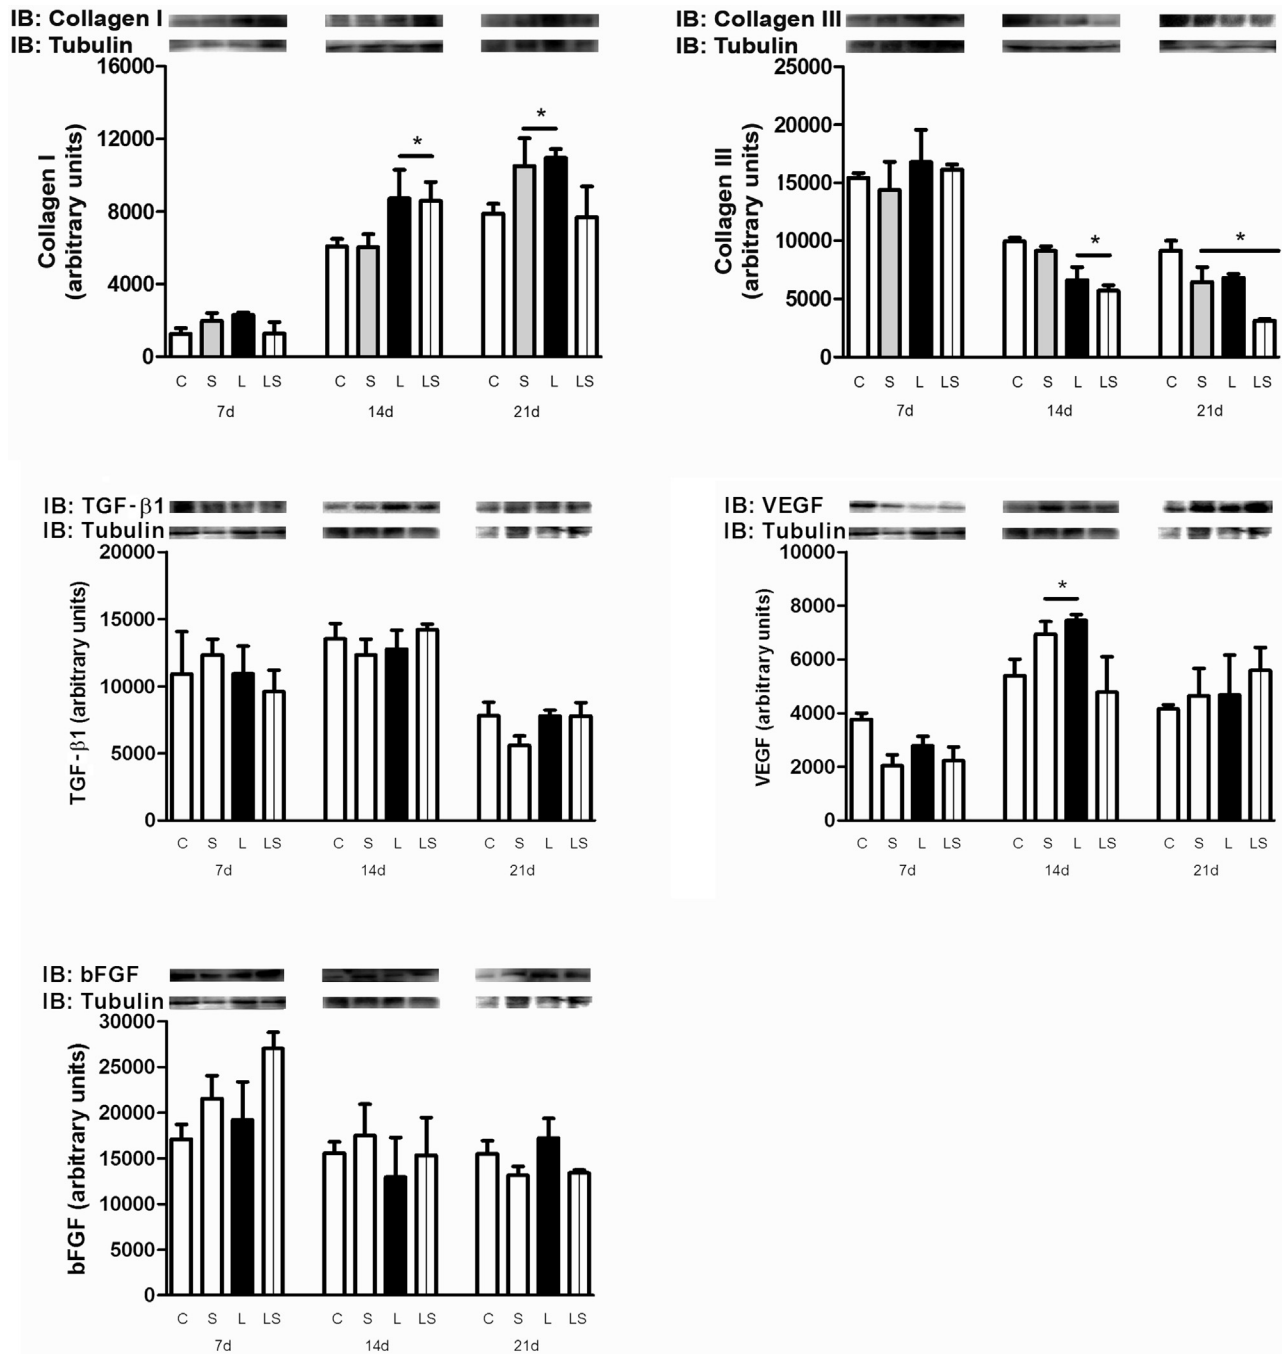 IB: Collagen I
IB: Tubulin
16000
12000
8000
4000
0
Collagen I
(arbitrary units)
*
*
C S L LS C S L LS C S L LS
7d 14d 21d
IB: Collagen III
IB: Tubulin
25000
20000
15000
10000
5000
0
Collagen III
(arbitrary units)
*
*
C S L LS C S L LS C S L LS
7d 14d 21d
IB: TGF-β1
IB: Tubulin
20000
15000
10000
5000
0
TGF-β1 (arbitrary units)
C S L LS C S L LS C S L LS
7d 14d 21d
IB: VEGF
IB: Tubulin
10000
8000
6000
4000
2000
0
VEGF (arbitrary units)
*
C S L LS C S L LS C S L LS
7d 14d 21d
IB: bFGF
IB: Tubulin
30000
25000
20000
15000
10000
5000
0
bFGF (arbitrary units)
C S L LS C S L LS C S L LS
7d 14d 21d